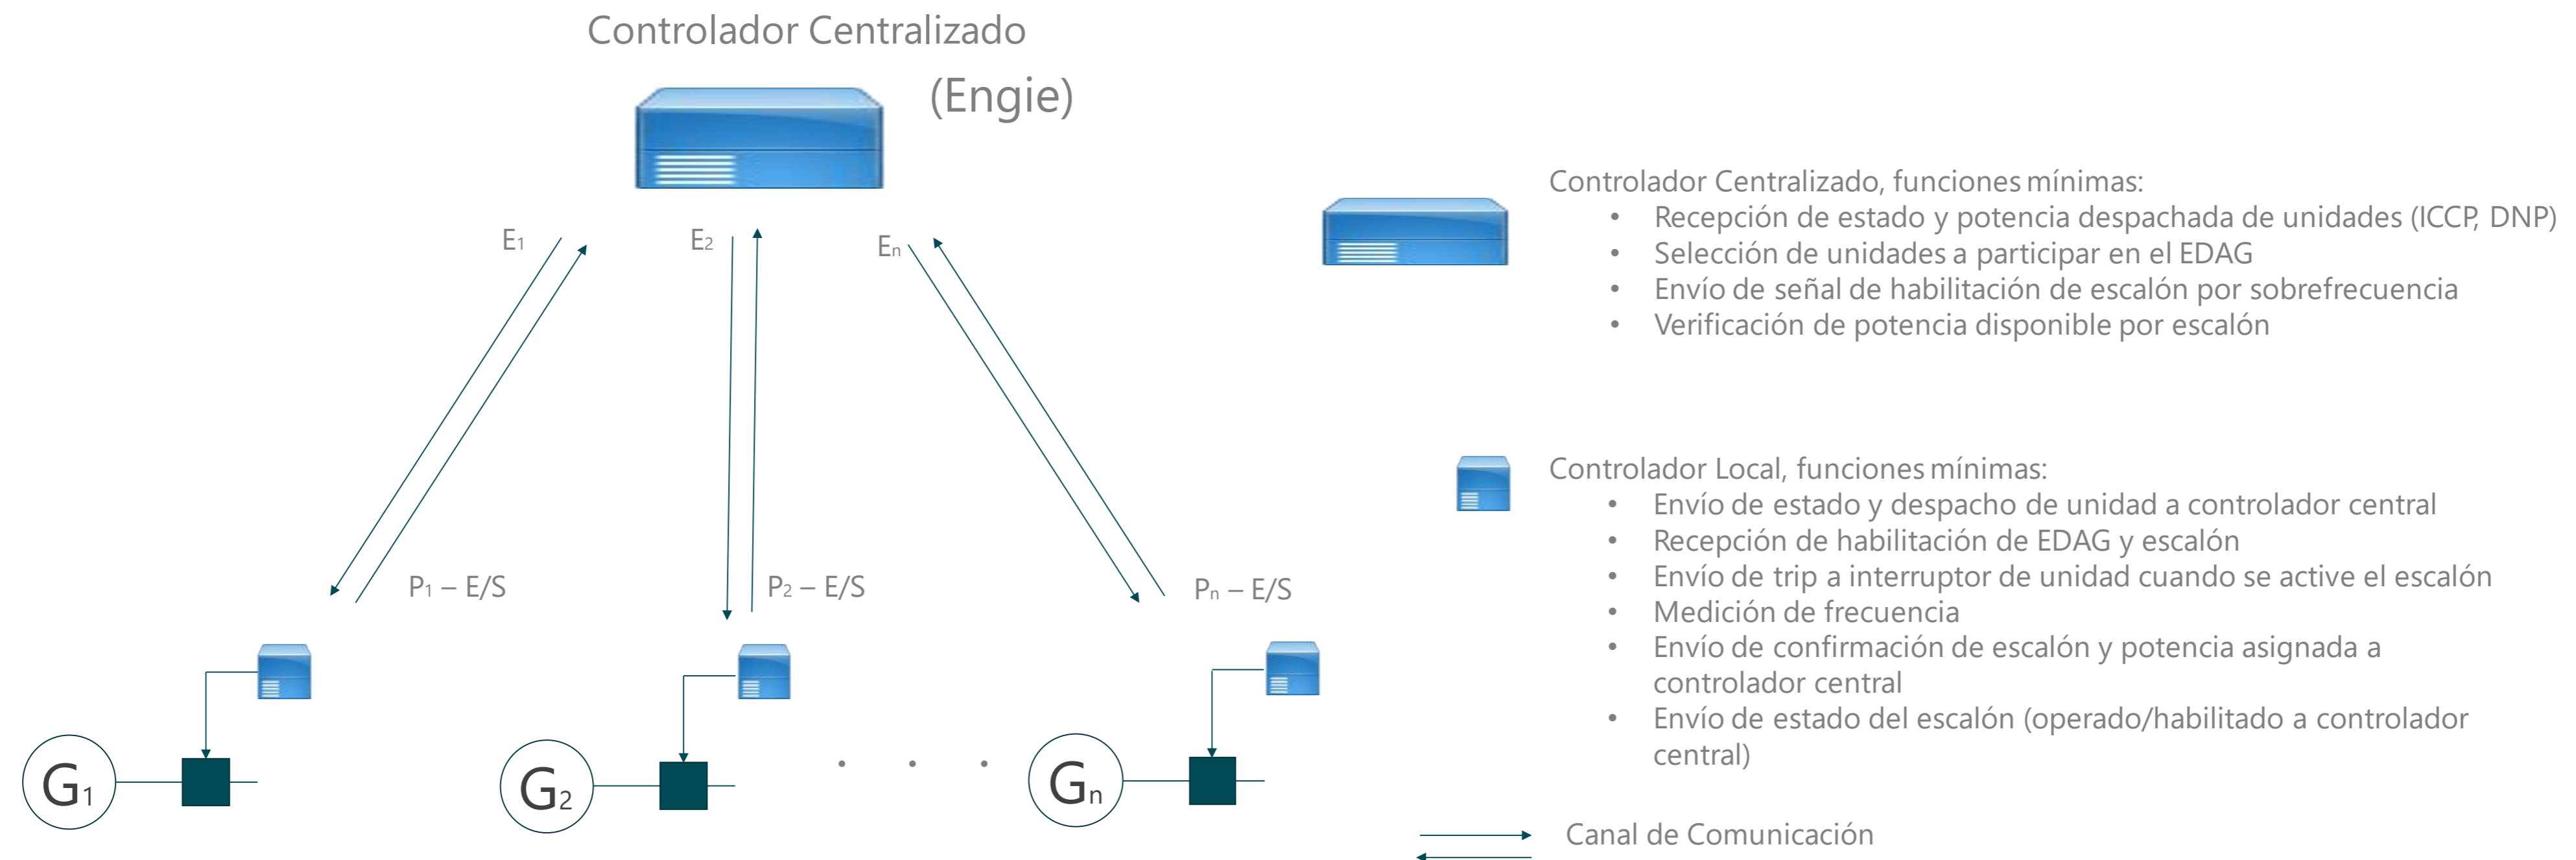 Controlador Centralizado
(Engie)
E1
E2
En
P1 – E/S
P2 – E/S
Pn – E/S
G1
G2
. . .
Gn
Controlador Centralizado, funciones mínimas:
• Recepción de estado y potencia despachada de unidades (ICCP, DNP)
• Selección de unidades a participar en el EDAG
• Envío de señal de habilitación de escalón por sobrefrecuencia
• Verificación de potencia disponible por escalón
Controlador Local, funciones mínimas:
• Envío de estado y despacho de unidad a controlador central
• Recepción de habilitación de EDAG y escalón
• Envío de trip a interruptor de unidad cuando se active el escalón
• Medición de frecuencia
• Envío de confirmación de escalón y potencia asignada a
controlador central
• Envío de estado del escalón (operado/habilitado a controlador
central)
Canal de Comunicación